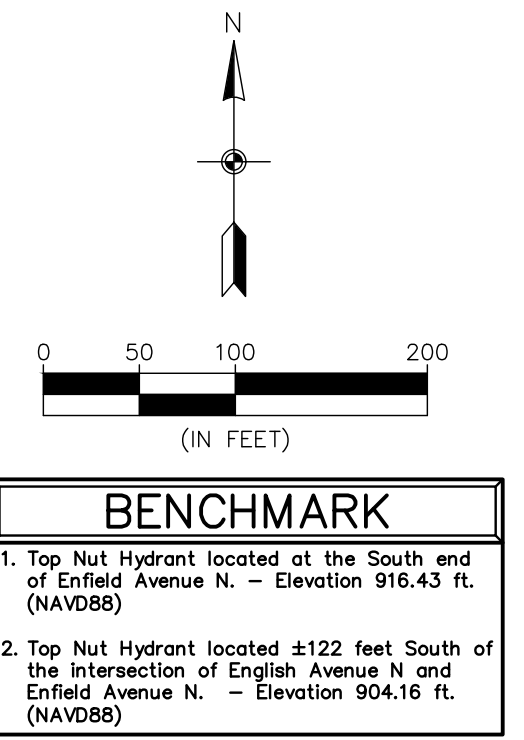 N
0 50 100 200
(IN FEET)
BENCHMARK
1. Top Nut Hydrant located at the South end
of Enfield Avenue N. – Elevation 916.43 ft.
(NAVD88)
2. Top Nut Hydrant located ±122 feet South of
the intersection of English Avenue N and
Enfield Avenue N. – Elevation 904.16 ft.
(NAVD88)